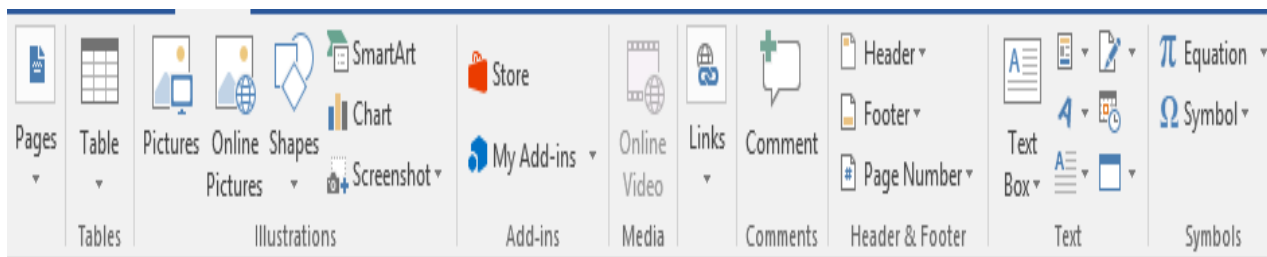 Pages
Table
Tables
Pictures
Online
Pictures
Shapes
SmartArt
Chart
Screenshot
Illustrations
Store
My Add-ins
Add-ins
Online
Video
Media
Links
Comment
Comments
Header
Footer
Page Number
Header & Footer
Text
Box
Text
π Equation
Ω Symbol
Symbols